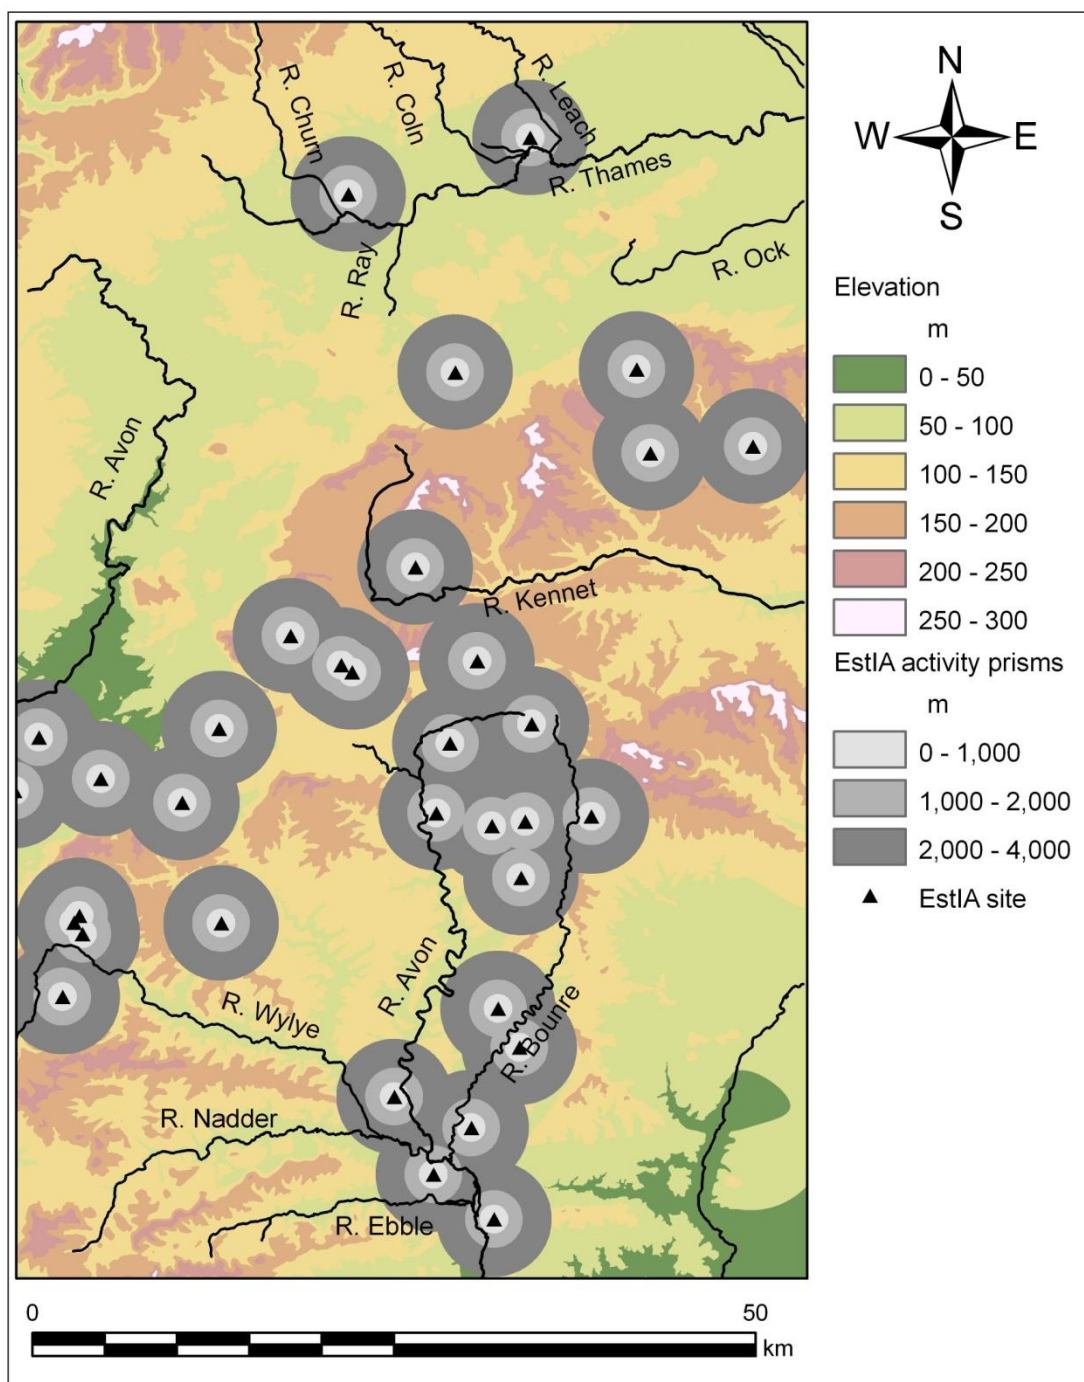 R. Churn
R. Coln
R. Leach
R. Thames
R. Ray
R. Ock
R. Avon
R. Kennet
R. Avon
R. Wylye
R. Bounre
R. Nadder
R. Ebble
N
W E
S
Elevation
m
0 - 50
50 - 100
100 - 150
150 - 200
200 - 250
250 - 300
EstIA activity prisms
m
0 - 1,000
1,000 - 2,000
2,000 - 4,000
EstIA site
0 50
km